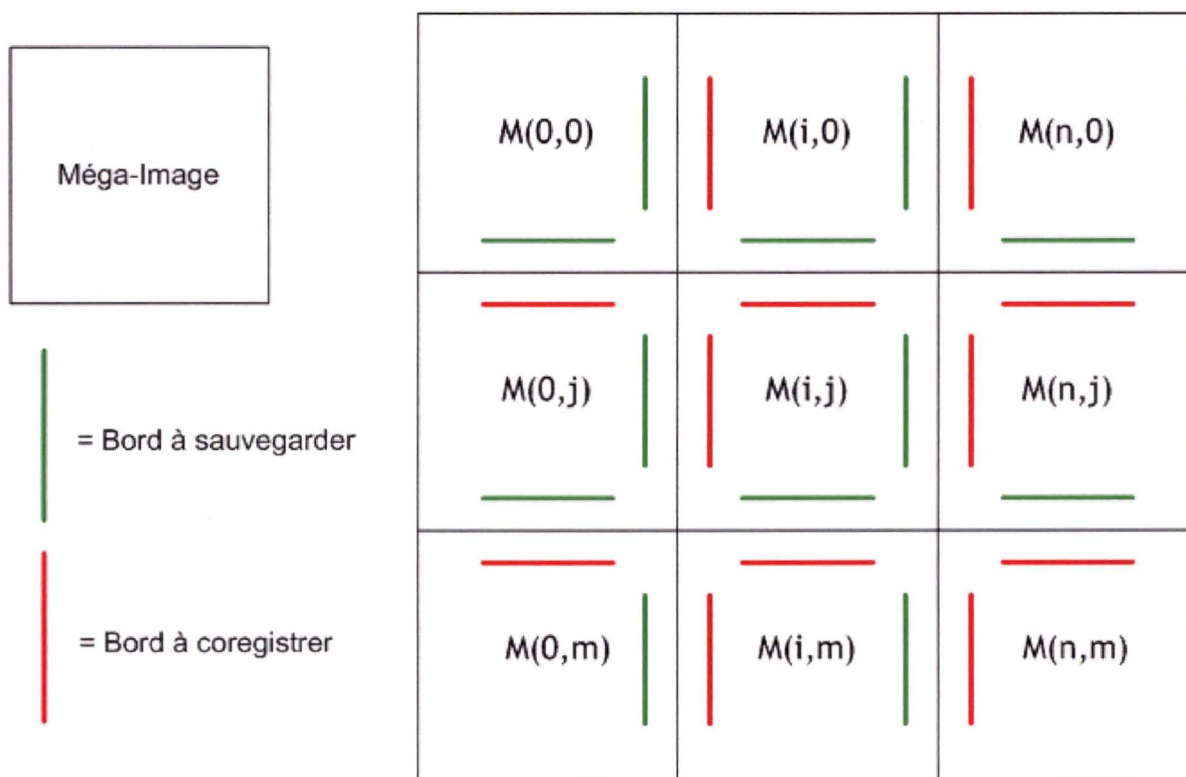 Méga-Image
= Bord à sauvegarder
= Bord à coregistrer
M(0,0) M(i,0) M(n,0)
M(0,j) M(i,j) M(n,j)
M(0,m) M(i,m) M(n,m)